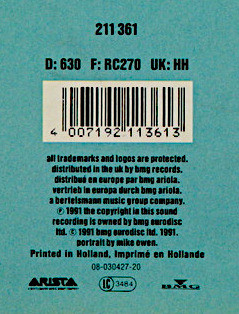 211 361
D: 630 F: RC270 UK: HH
4 007192 113613
all trademarks and logos are protected.
distributed in the uk by bmg records.
distribué en europe par bmg ariola.
vertrieb in europa durch bmg ariola.
a bertelsmann music group company.
℗ 1991 the copyright in this sound
recording is owned by bmg eurodisc
ltd. © 1991 bmg eurodisc ltd. 1991.
portrait by mike owen.
Printed in Holland, Imprimé en Hollande
08-030427-20
ARISTA
LC 3484
BMG